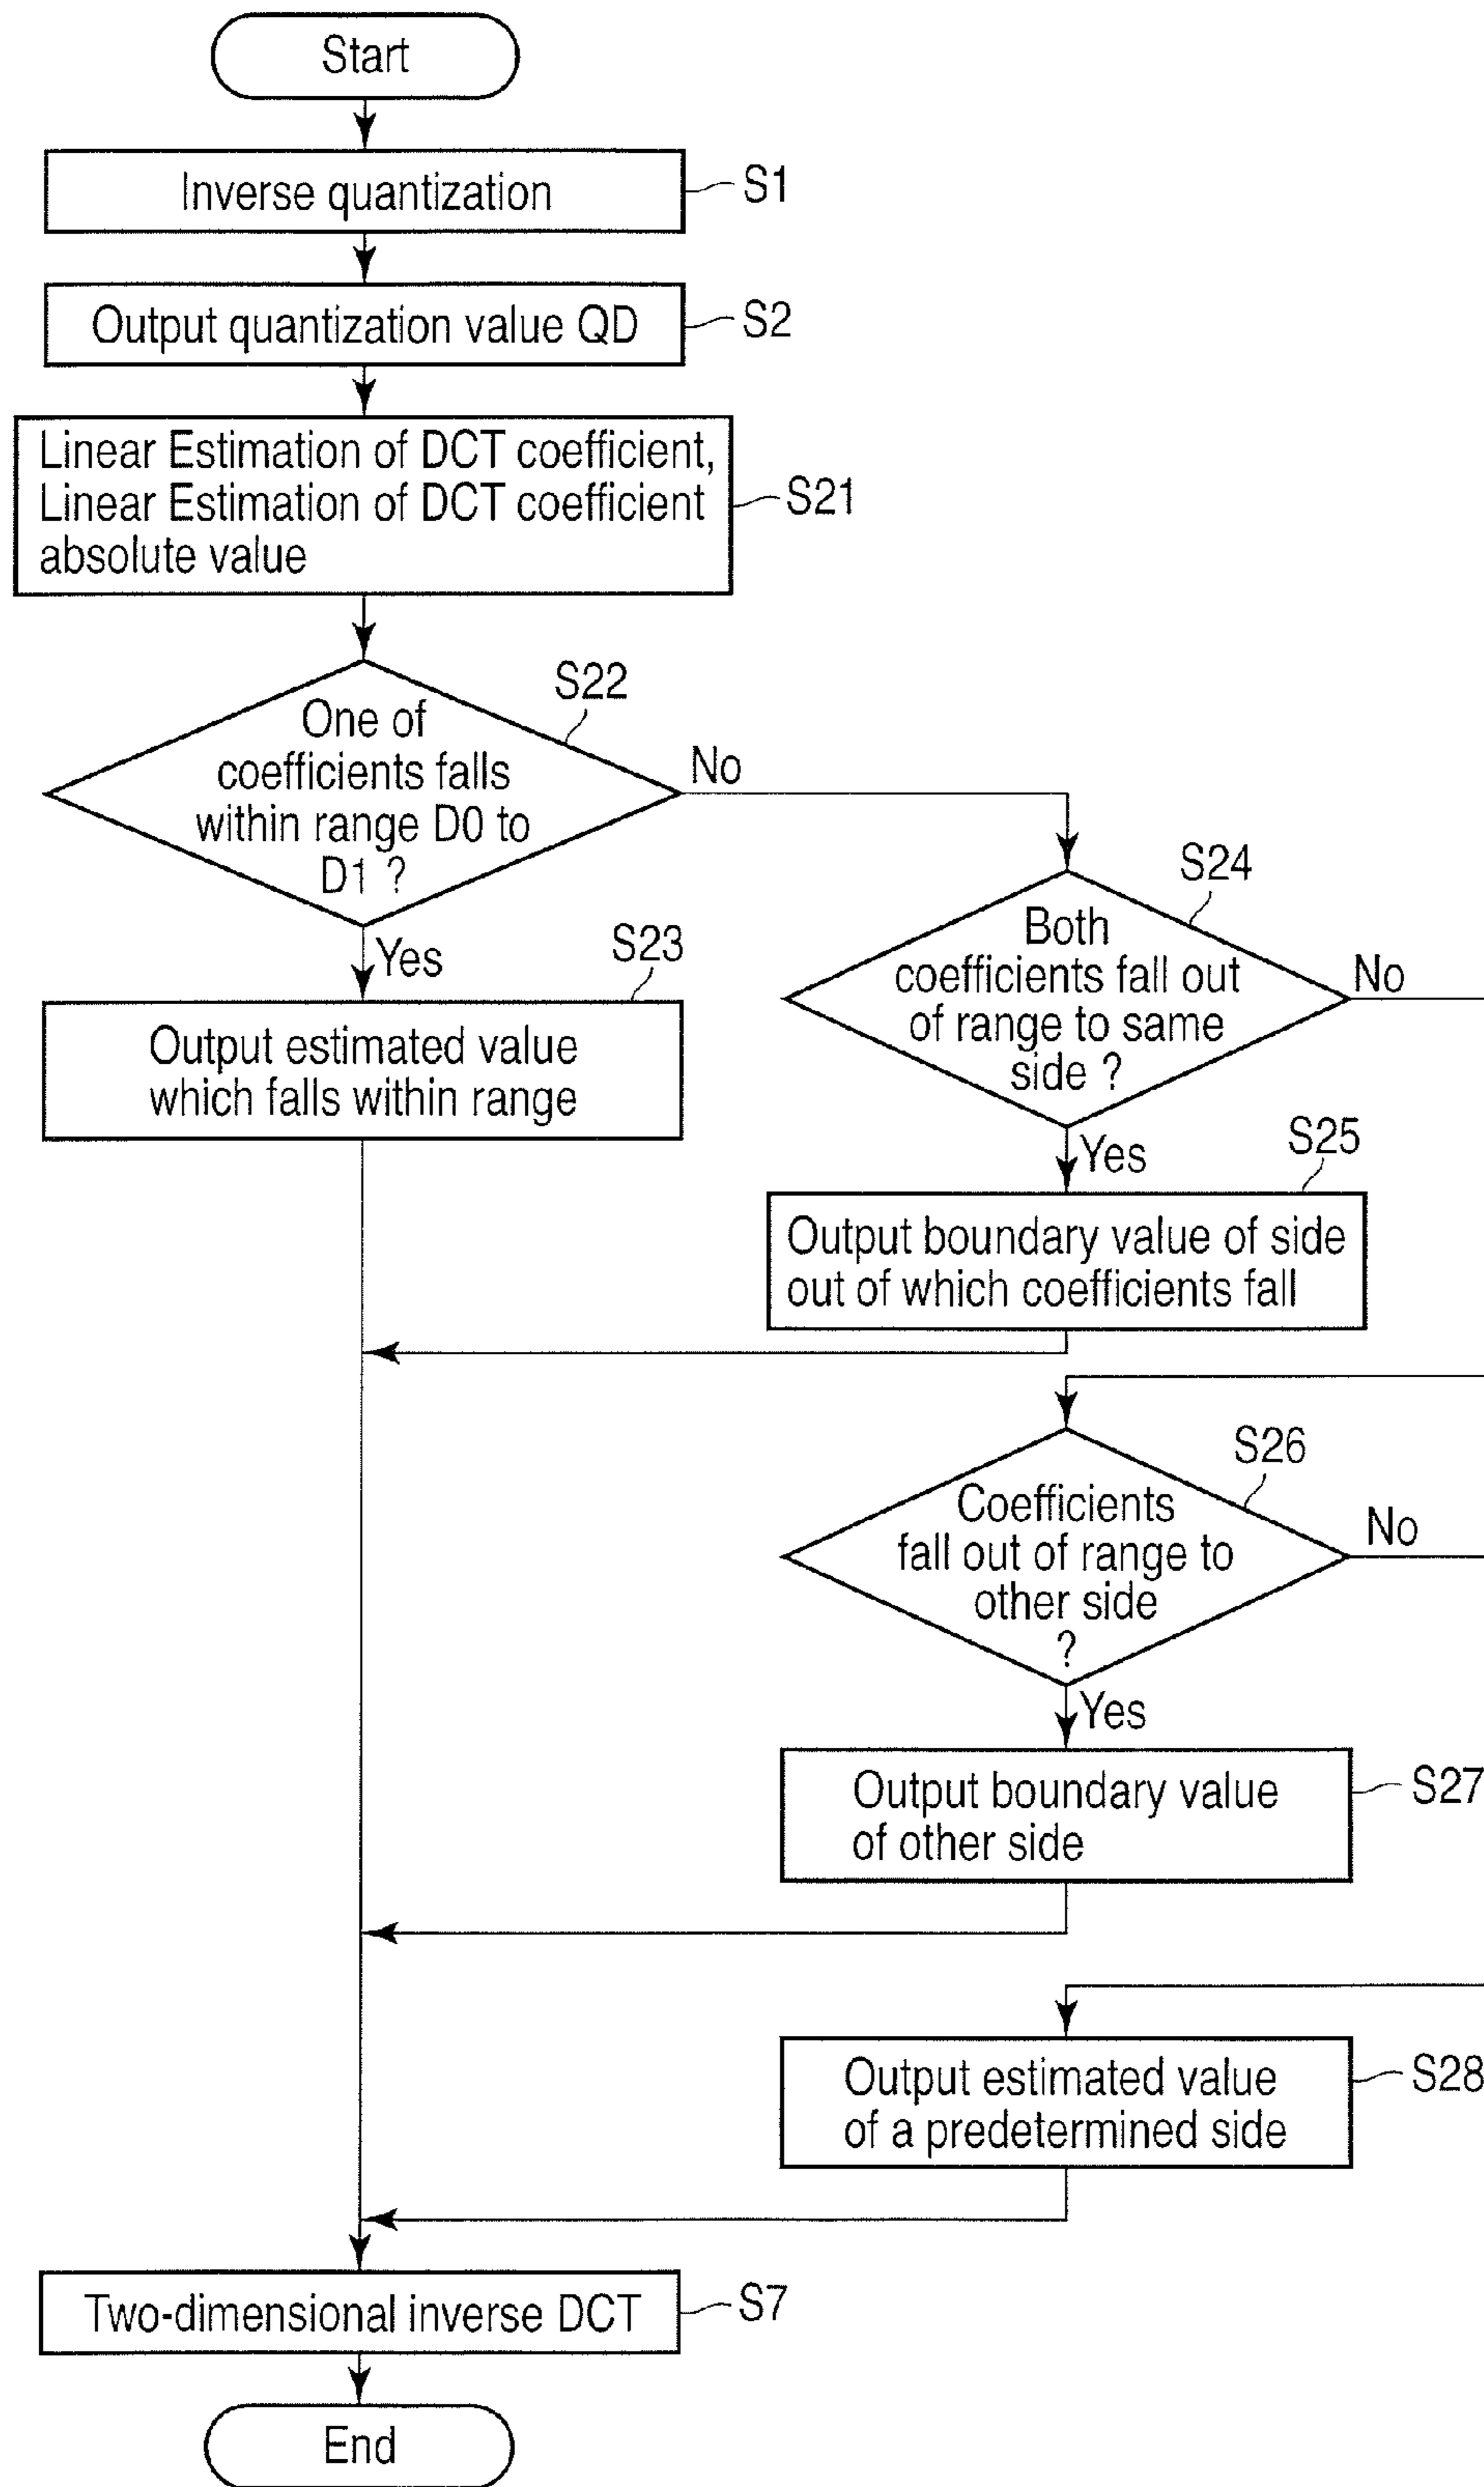 Start
Inverse quantization
S1
Output quantization value QD
S2
Linear Estimation of DCT coefficient,
Linear Estimation of DCT coefficient
absolute value
S21
S22
One of
coefficients falls
within range D0 to
D1 ?
No
Yes
S23
Output estimated value
which falls within range
S24
Both
coefficients fall out
of range to same
side ?
No
Yes
S25
Output boundary value of side
out of which coefficients fall
S26
Coefficients
fall out of range to
other side
?
No
Yes
Output boundary value
of other side
S27
Output estimated value
of a predetermined side
S28
Two-dimensional inverse DCT
S7
End